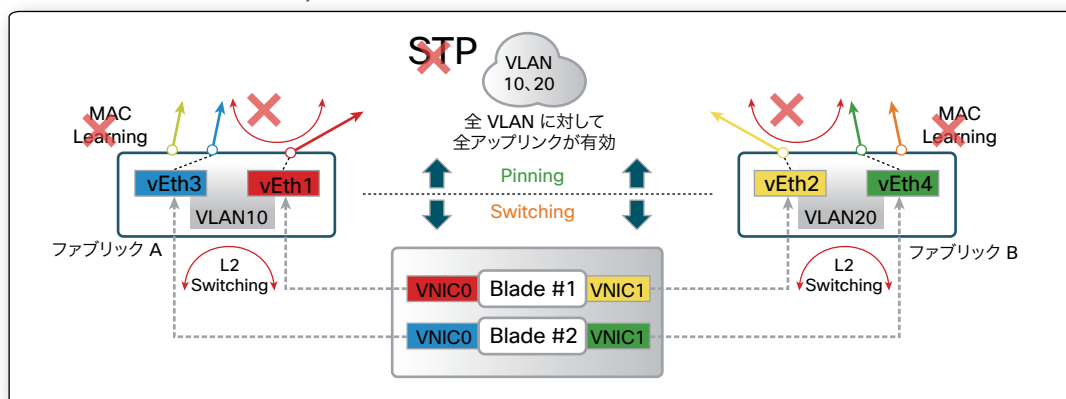 STP
VLAN
10、20
全 VLAN に対して
全アップリンクが有効
MAC
Learning
MAC
Learning
Pinning
Switching
vEth3
vEth1
VLAN10
vEth2
vEth4
VLAN20
ファブリック A
ファブリック B
L2
Switching
L2
Switching
VNIC0
Blade #1
VNIC1
VNIC0
Blade #2
VNIC1